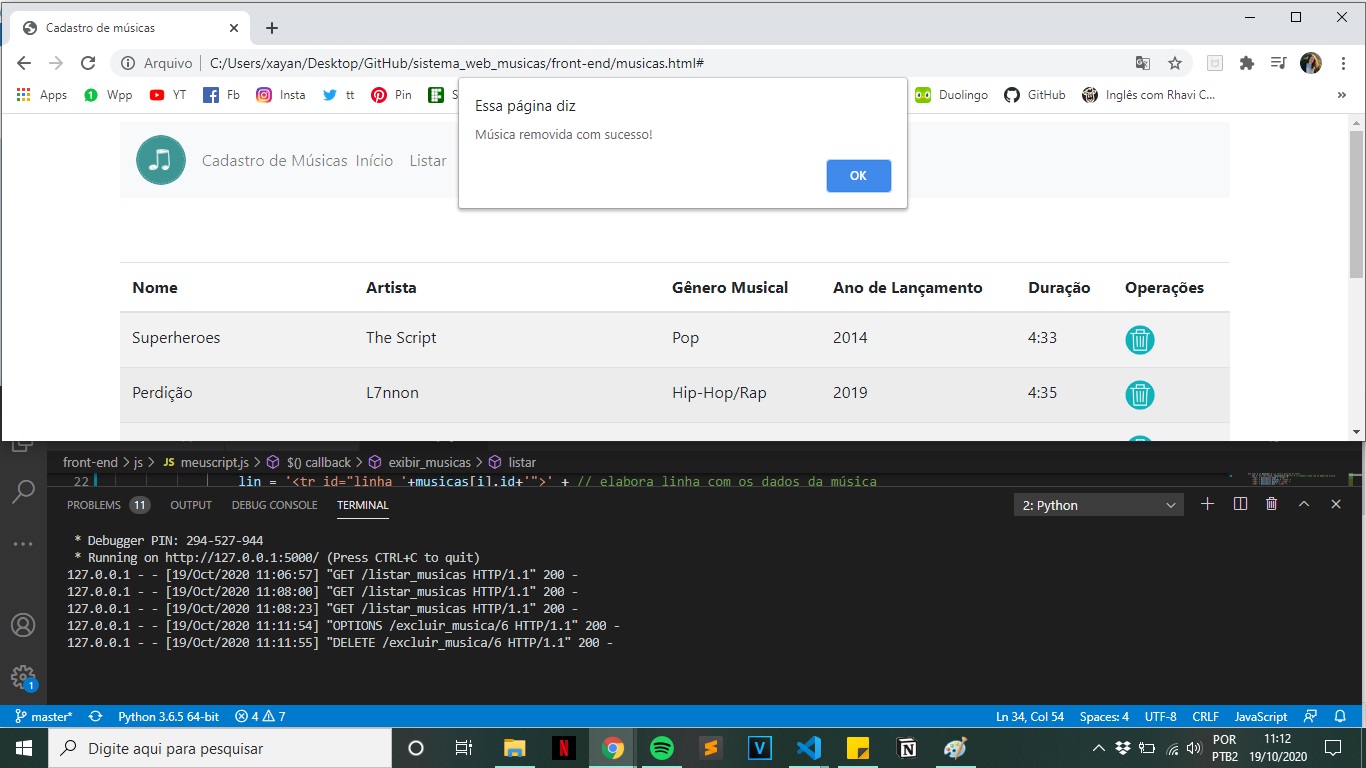 Cadastro de músicas
Arquivo C:/Users/xayan/Desktop/GitHub/sistema_web_musicas/front-end/musicas.html#
Apps Wpp YT Fb Insta tt Pin S Duolingo GitHub Inglês com Rhavi C... »
Essa página diz
Música removida com sucesso!
OK
Cadastro de Músicas Início Listar
Nome Artista Gênero Musical Ano de Lançamento Duração Operações
Superheroes The Script Pop 2014 4:33
Perdição L7nnon Hip-Hop/Rap 2019 4:35
front-end > js > JS meuscript.js > $() callback > exibir_musicas > listar
22 lin = '<tr id="linha_'+musicas[i].id+'">' + // elabora linha com os dados da música
PROBLEMS 11 OUTPUT DEBUG CONSOLE TERMINAL 2: Python
* Debugger PIN: 294-527-944
* Running on http://127.0.0.1:5000/ (Press CTRL+C to quit)
127.0.0.1 - - [19/Oct/2020 11:06:57] "GET /listar_musicas HTTP/1.1" 200 -
127.0.0.1 - - [19/Oct/2020 11:08:00] "GET /listar_musicas HTTP/1.1" 200 -
127.0.0.1 - - [19/Oct/2020 11:08:23] "GET /listar_musicas HTTP/1.1" 200 -
127.0.0.1 - - [19/Oct/2020 11:11:54] "OPTIONS /excluir_musica/6 HTTP/1.1" 200 -
127.0.0.1 - - [19/Oct/2020 11:11:55] "DELETE /excluir_musica/6 HTTP/1.1" 200 -
1
master* Python 3.6.5 64-bit 4 7 Ln 34, Col 54 Spaces: 4 UTF-8 CRLF JavaScript
Digite aqui para pesquisar
POR 11:12
PTB2 19/10/2020